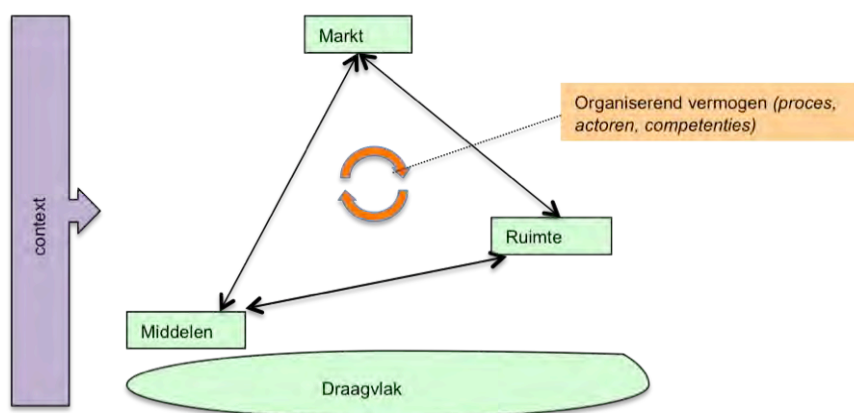 Markt
Organiserend vermogen (proces,
actoren, competenties)
context
Ruimte
Middelen
Draagvlak